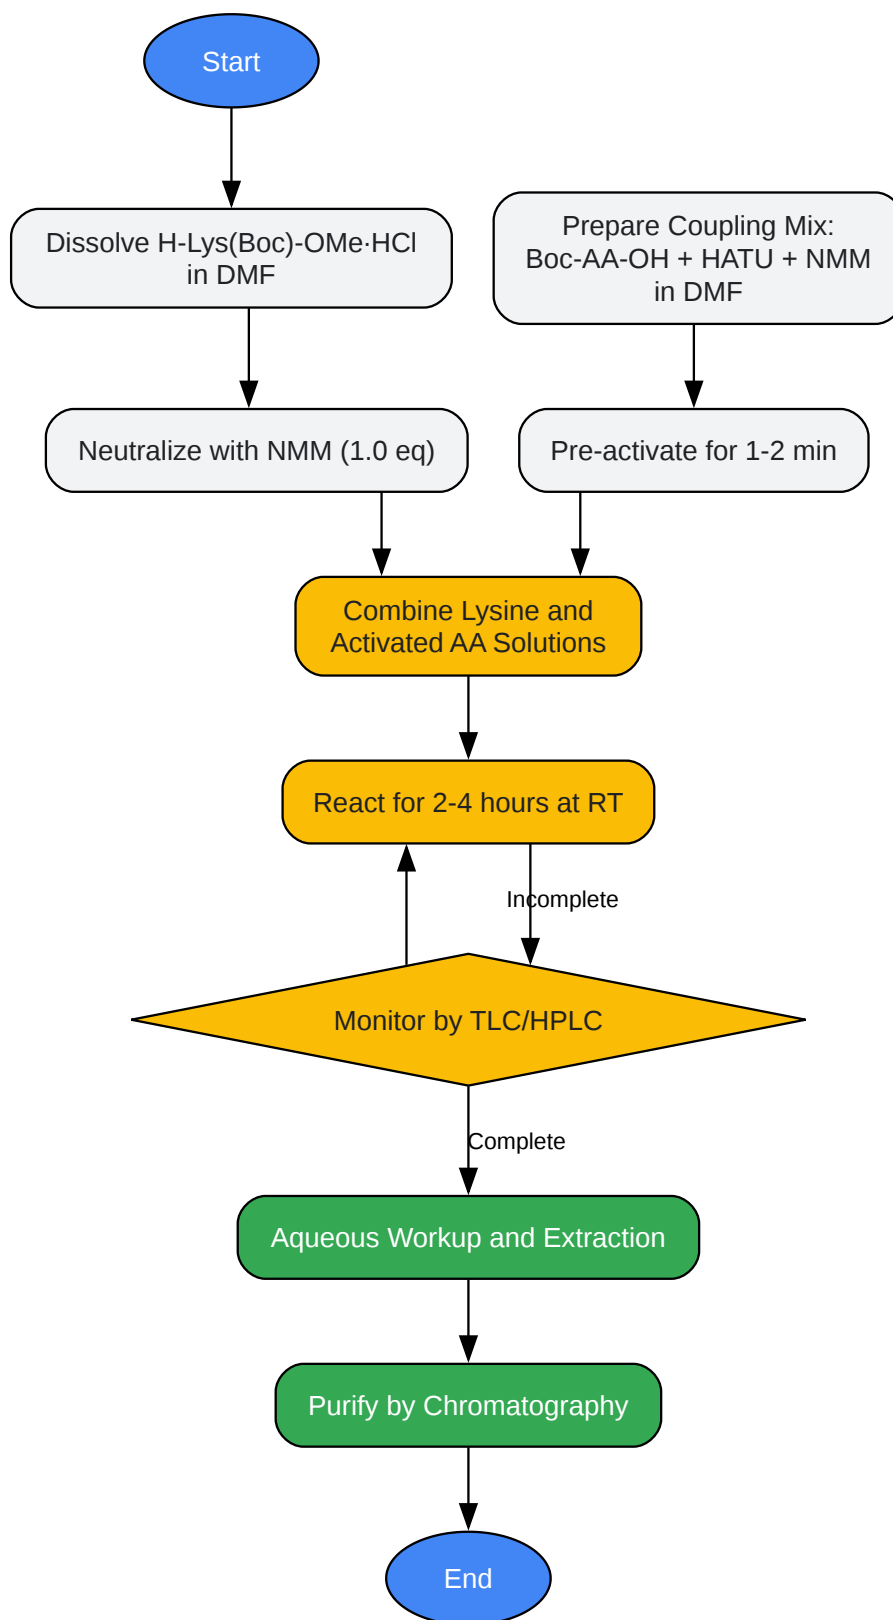 Start
Dissolve H-Lys(Boc)-OMe·HCl
in DMF
Prepare Coupling Mix:
Boc-AA-OH + HATU + NMM
in DMF
Neutralize with NMM (1.0 eq)
Pre-activate for 1-2 min
Combine Lysine and
Activated AA Solutions
React for 2-4 hours at RT
Incomplete
Monitor by TLC/HPLC
Complete
Aqueous Workup and Extraction
Purify by Chromatography
End